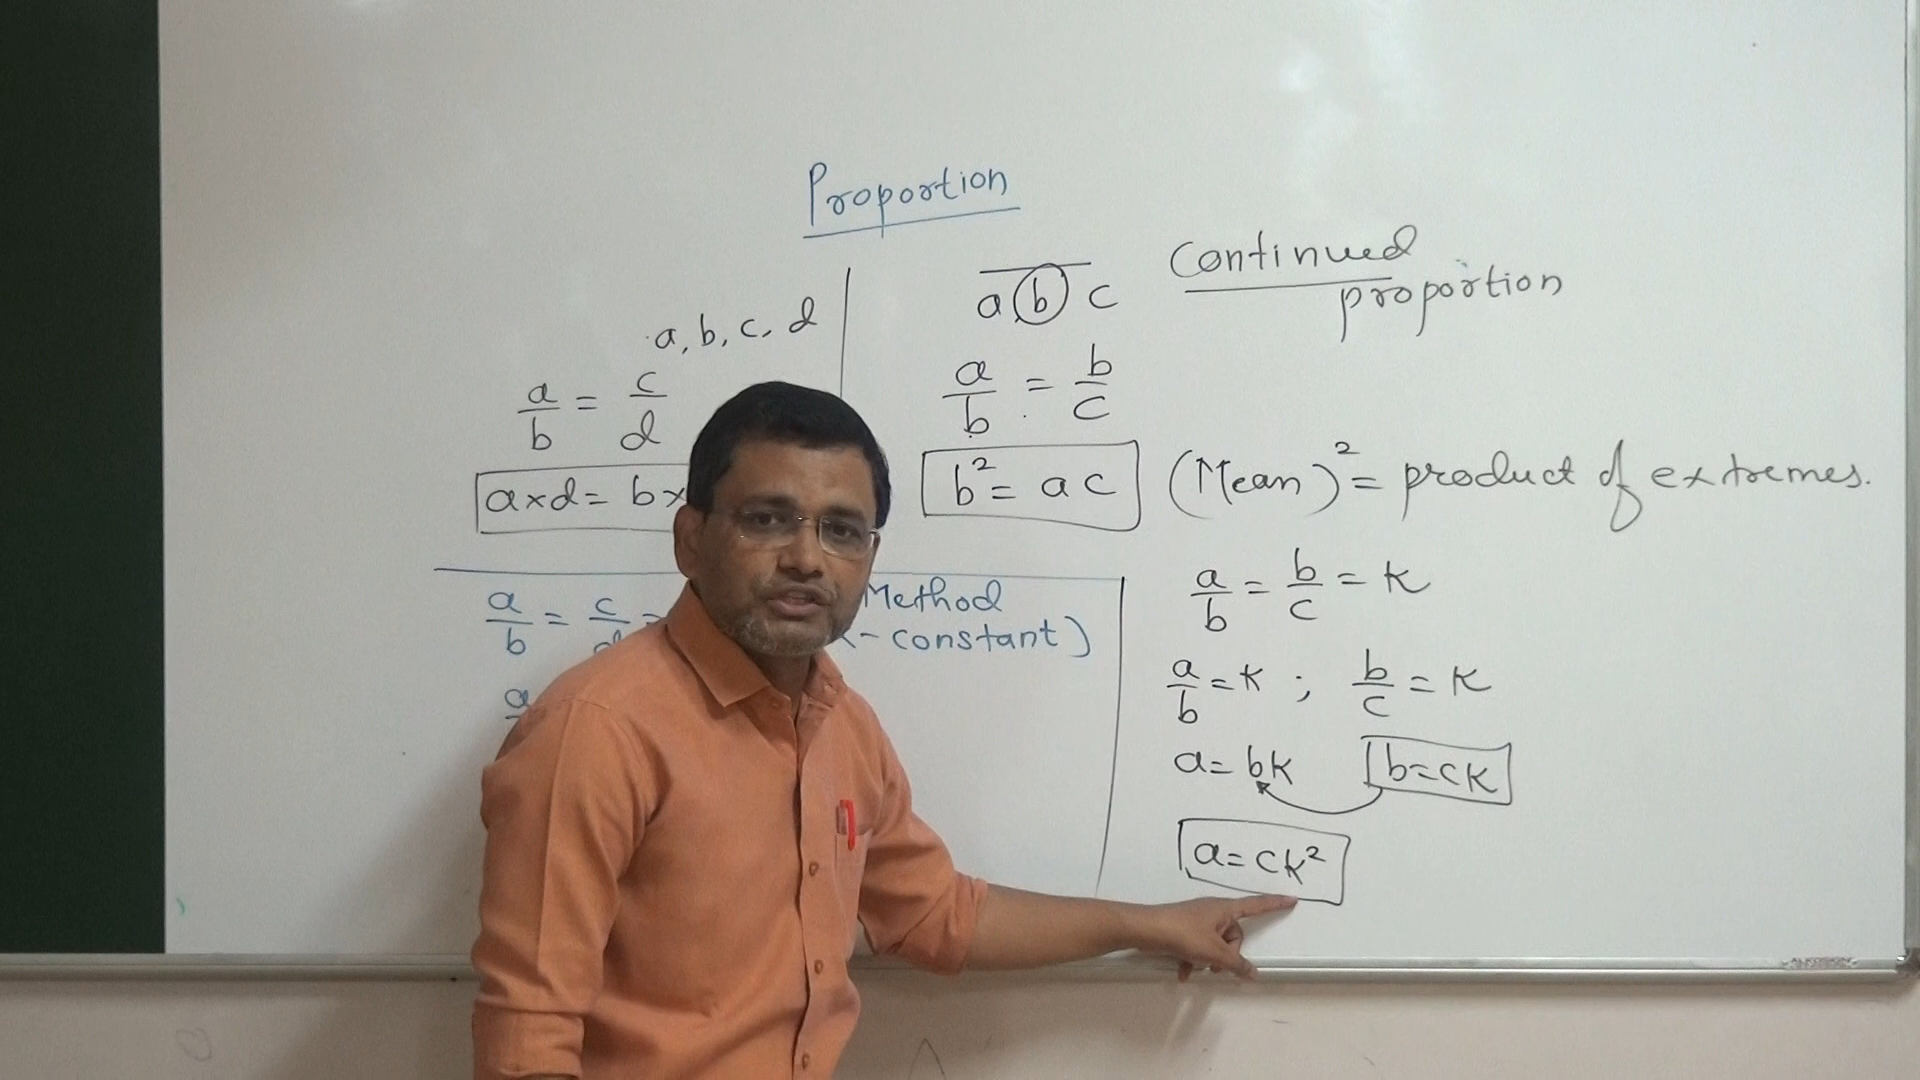 Proportion
a, b, c, d
a/b = c/d
a×d = b×
a b c
Continued proportion
a/b = b/c
b² = ac
(Mean)² = product of extremes.
a/b = c/d =
a
Method
k-constant)
a/b = b/c = K
a/b = K ; b/c = K
a = bK b = cK
a = cK²